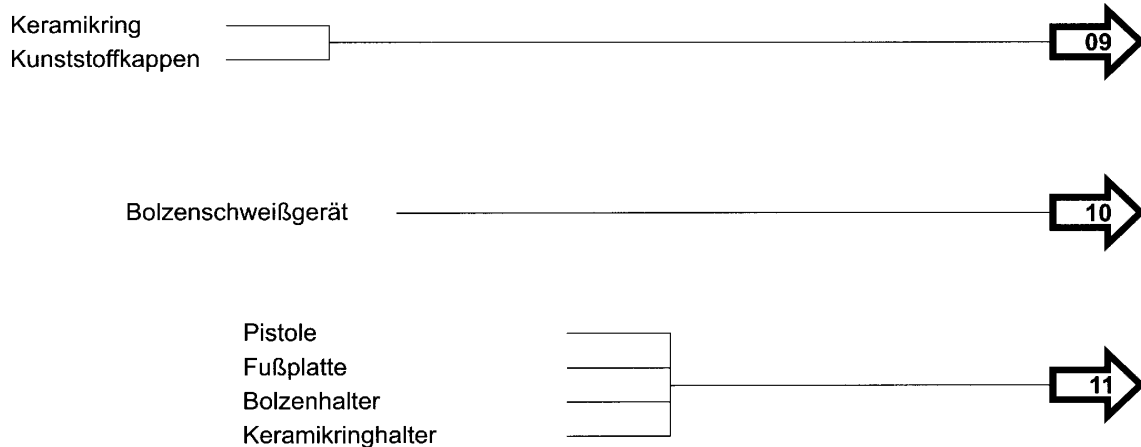 Keramikring
Kunststoffkappen
09
Bolzenschweißgerät
10
Pistole
Fußplatte
Bolzenhalter
Keramikringhalter
11